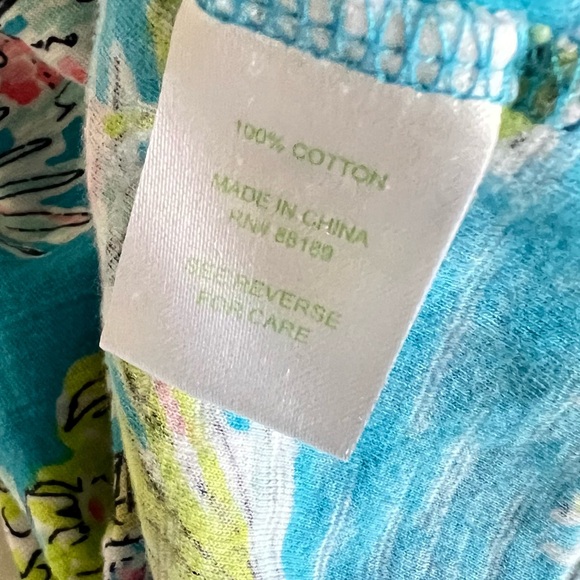 100% COTTON
MADE IN CHINA
RN# 88189
SEE REVERSE
FOR CARE